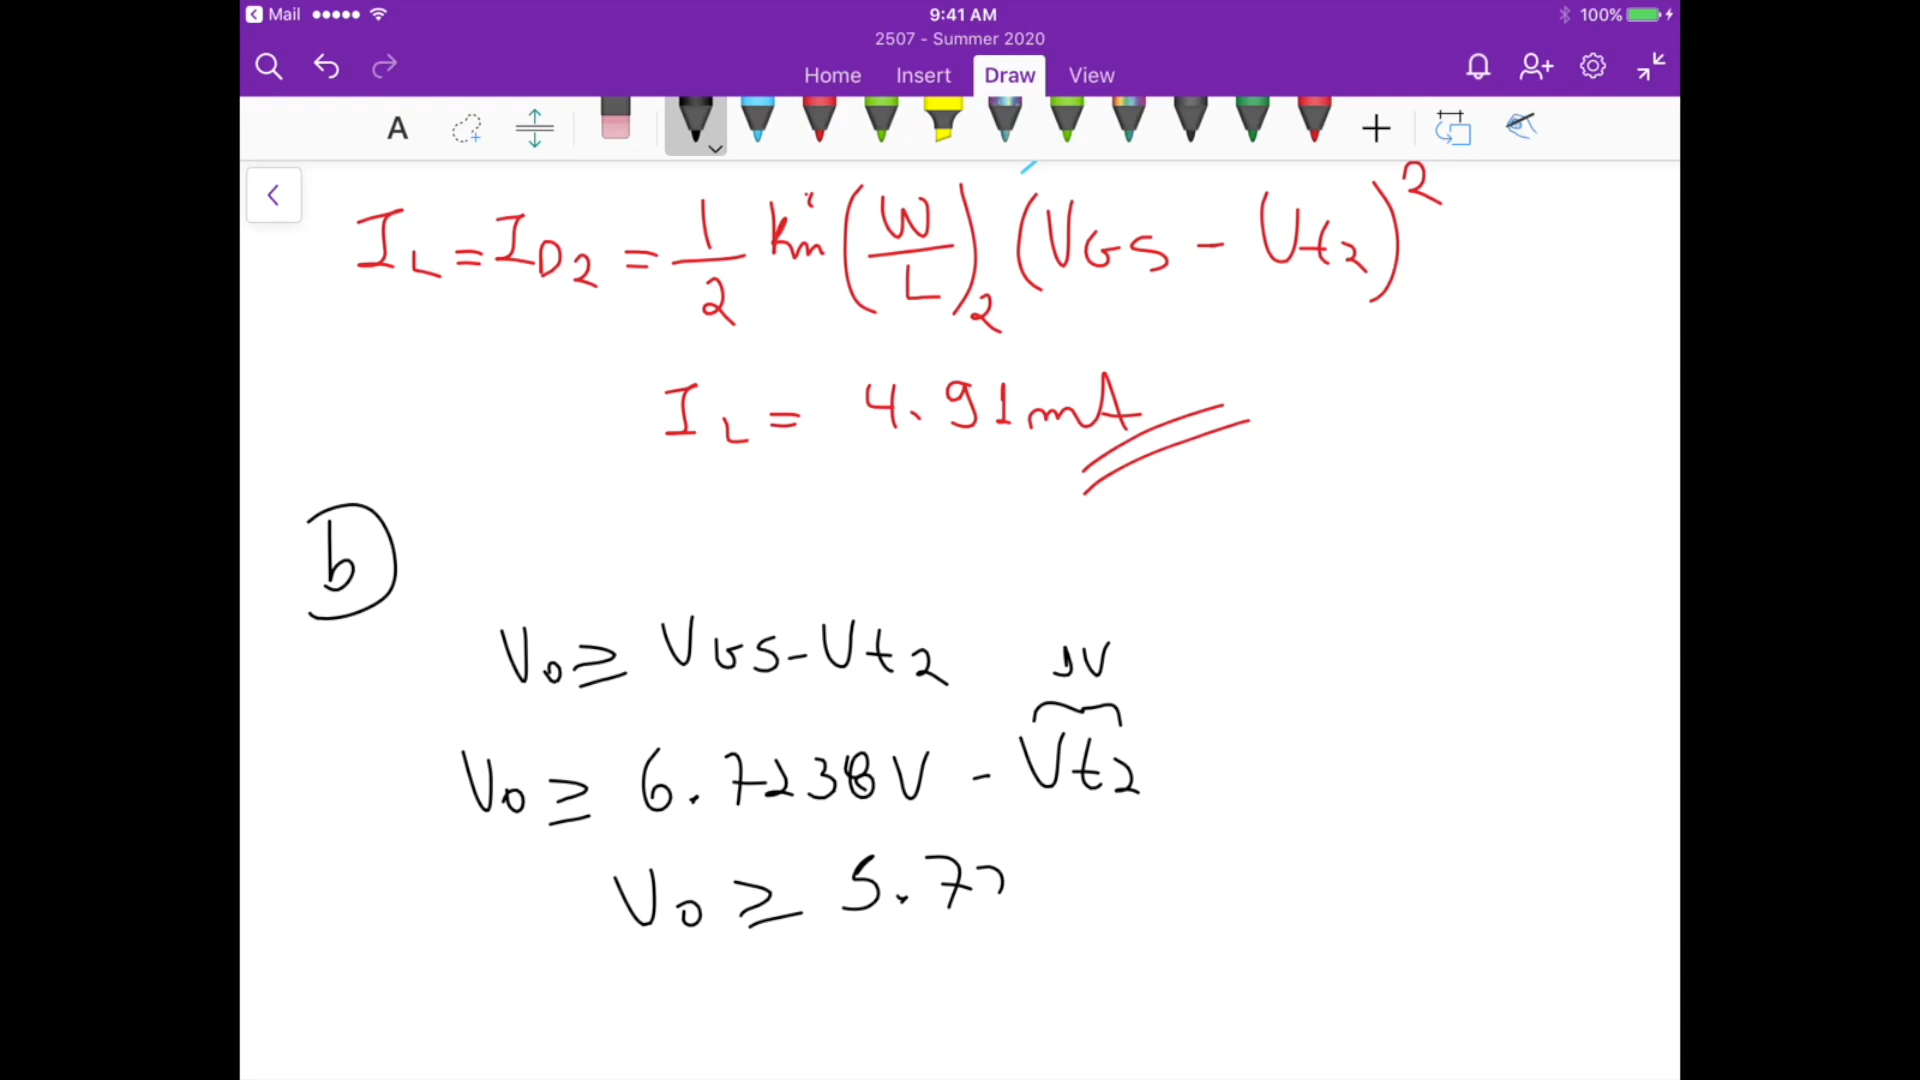 Mail 9:41 AM 100%
2507 - Summer 2020
Home Insert Draw View
A
I_L = I_D2 = 1/2 kn' (W/L)_2 (VGS - Vt2)^2
I_L = 4.91mA
b
Vo ≥ VGS - Vt2
1V
Vo ≥ 6.7238V - Vt2
Vo ≥ 5.7